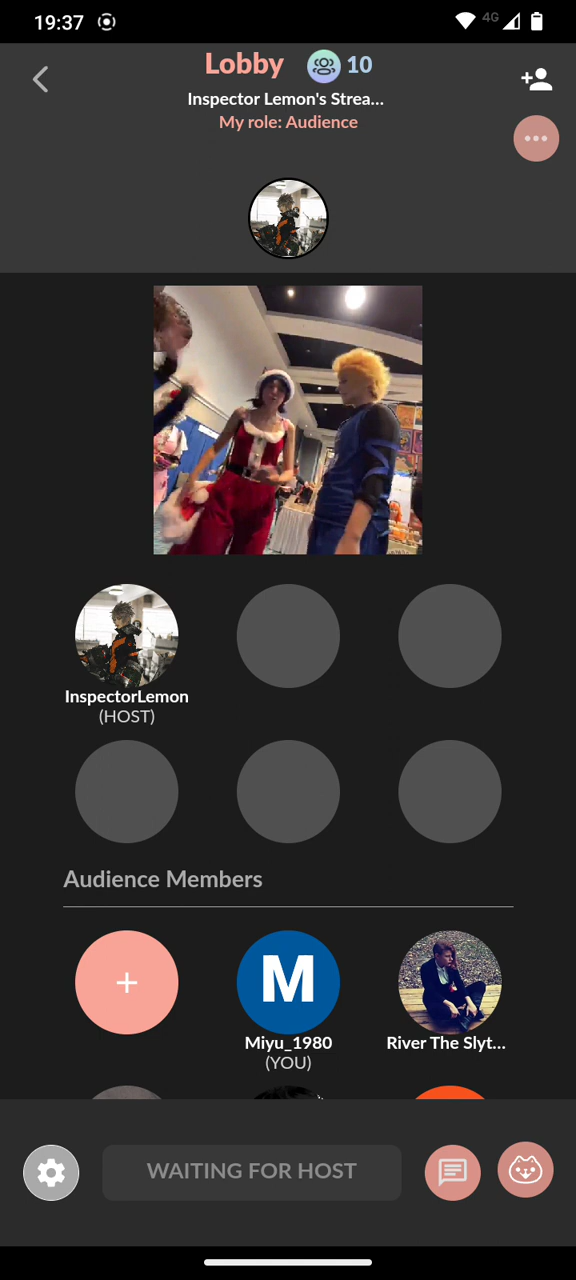 19:37
4G
Lobby
10
Inspector Lemon's Strea...
My role: Audience
InspectorLemon
(HOST)
Audience Members
M
Miyu_1980
(YOU)
River The Slyt...
WAITING FOR HOST